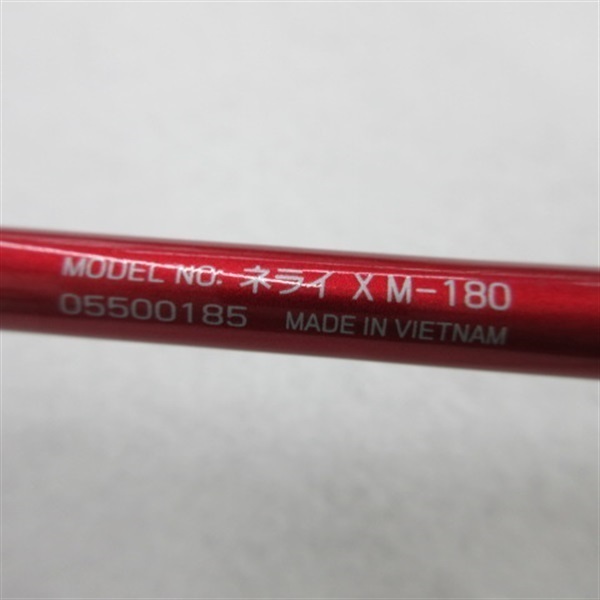 MODEL NO: ネライ X M-180
05500185 MADE IN VIETNAM